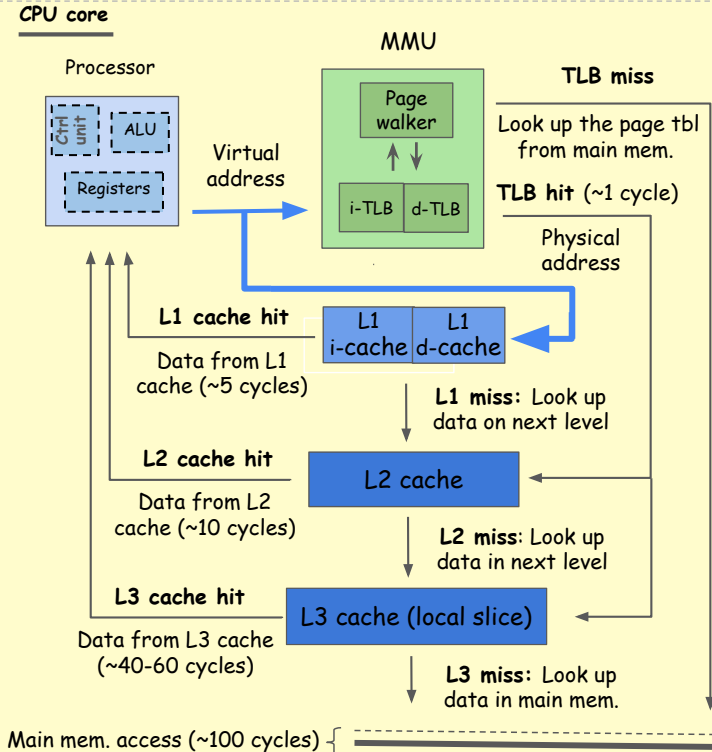 CPU core
MMU
Processor
TLB miss
Page
walker
Ctrl
unit
ALU
Look up the page tbl
from main mem.
Virtual
address
Registers
TLB hit (~1 cycle)
i-TLB
d-TLB
Physical
address
L1 cache hit
L1
i-cache
L1
d-cache
Data from L1
cache (~5 cycles)
L1 miss: Look up
data on next level
L2 cache hit
L2 cache
Data from L2
cache (~10 cycles)
L2 miss: Look up
data in next level
L3 cache hit
L3 cache (local slice)
Data from L3 cache
(~40-60 cycles)
L3 miss: Look up
data in main mem.
Main mem. access (~100 cycles)